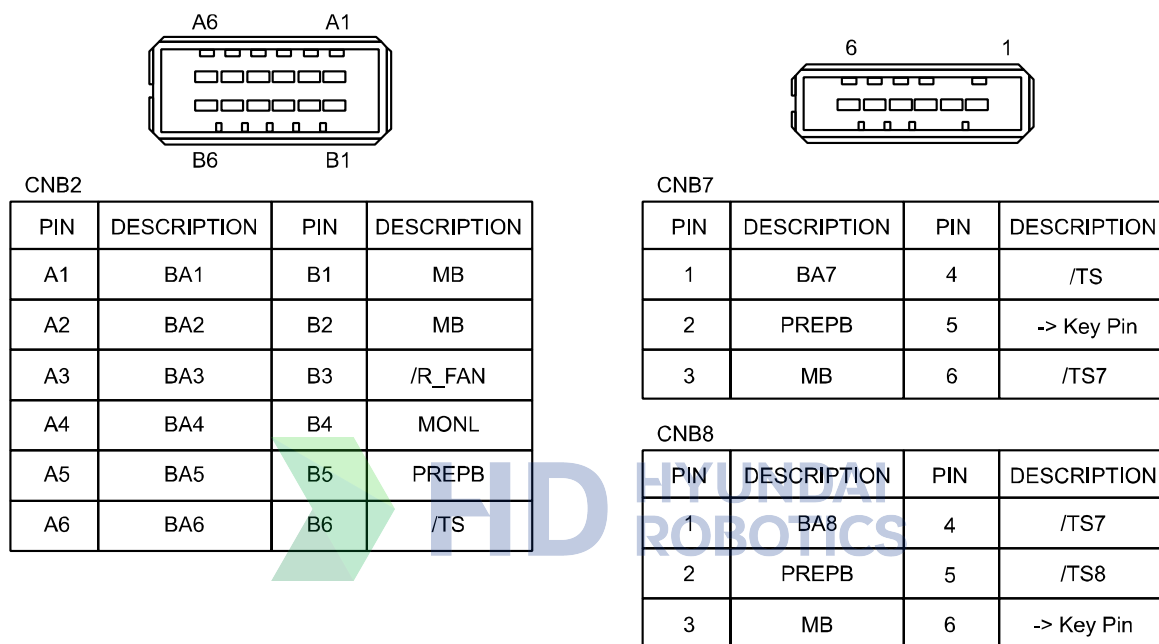 A6 A1
B6 B1
CNB2
PIN DESCRIPTION PIN DESCRIPTION
A1 BA1 B1 MB
A2 BA2 B2 MB
A3 BA3 B3 /R_FAN
A4 BA4 B4 MONL
A5 BA5 B5 PREPB
A6 BA6 B6 /TS
6 1
CNB7
PIN DESCRIPTION PIN DESCRIPTION
1 BA7 4 /TS
2 PREPB 5 -> Key Pin
3 MB 6 /TS7
CNB8
PIN DESCRIPTION PIN DESCRIPTION
1 BA8 4 /TS7
2 PREPB 5 /TS8
3 MB 6 -> Key Pin
HD HYUNDAI
ROBOTICS